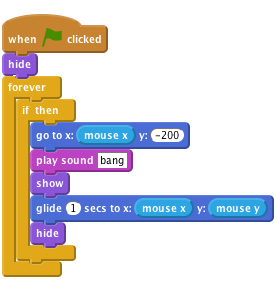 when clicked
hide
forever
if then
go to x: mouse x y: -200
play sound bang
show
glide 1 secs to x: mouse x y: mouse y
hide